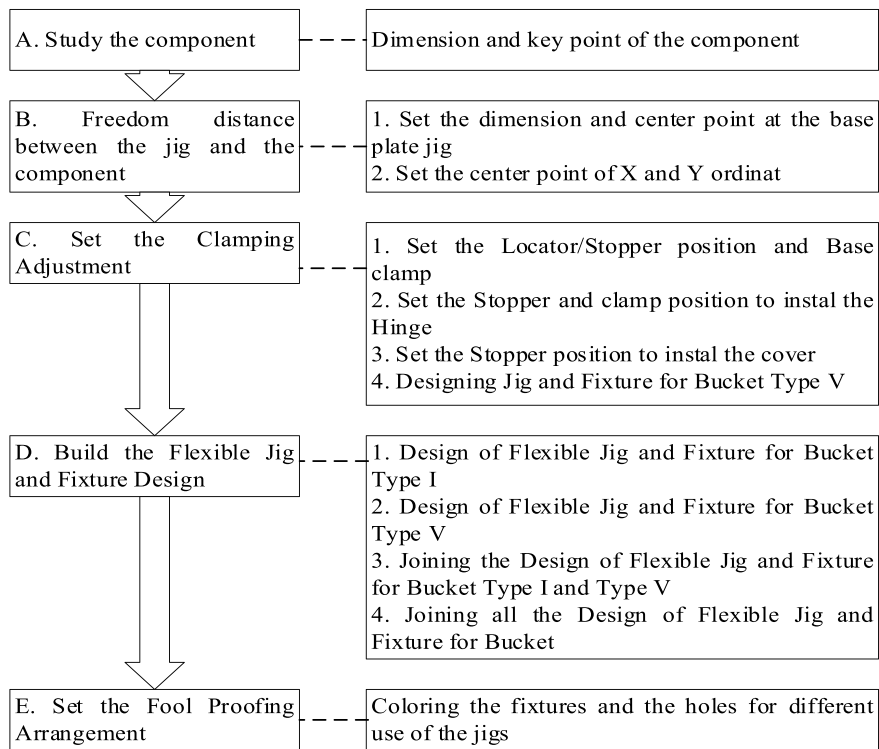 A. Study the component
Dimension and key point of the component
B. Freedom distance
between the jig and the
component
1. Set the dimension and center point at the base
plate jig
2. Set the center point of X and Y ordinat
C. Set the Clamping
Adjustment
1. Set the Locator/Stopper position and Base
clamp
2. Set the Stopper and clamp position to instal the
Hinge
3. Set the Stopper position to instal the cover
4. Designing Jig and Fixture for Bucket Type V
D. Build the Flexible Jig
and Fixture Design
1. Design of Flexible Jig and Fixture for Bucket
Type I
2. Design of Flexible Jig and Fixture for Bucket
Type V
3. Joining the Design of Flexible Jig and Fixture
for Bucket Type I and Type V
4. Joining all the Design of Flexible Jig and
Fixture for Bucket
E. Set the Fool Proofing
Arrangement
Coloring the fixtures and the holes for different
use of the jigs